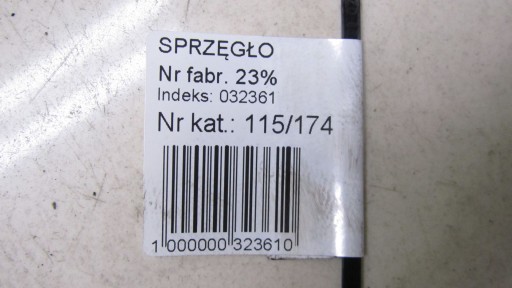 SPRZĘGŁO
Nr fabr. 23%
Indeks: 032361
Nr kat.: 115/174
1 000000 323610